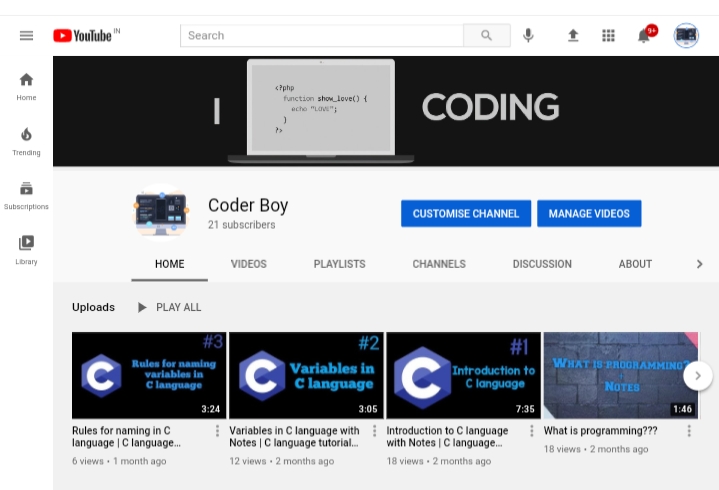 YouTube IN
Search
9+
Home
Trending
Subscriptions
Library
I
<?php
function show_love() {
echo "LOVE";
}
?>
CODING
Coder Boy
21 subscribers
CUSTOMISE CHANNEL
MANAGE VIDEOS
HOME
VIDEOS
PLAYLISTS
CHANNELS
DISCUSSION
ABOUT
Uploads
PLAY ALL
#3
Rules for naming
variables in
C language
C
3:24
Rules for naming in C
language | C language...
6 views • 1 month ago
#2
Variables in
C language
C
3:05
Variables in C language with
Notes | C language tutorial...
12 views • 2 months ago
#1
Introduction to
C language
C
7:35
Introduction to C language
with Notes | C language...
18 views • 2 months ago
What is programming?
Notes
1:46
What is programming???
18 views • 2 months ago